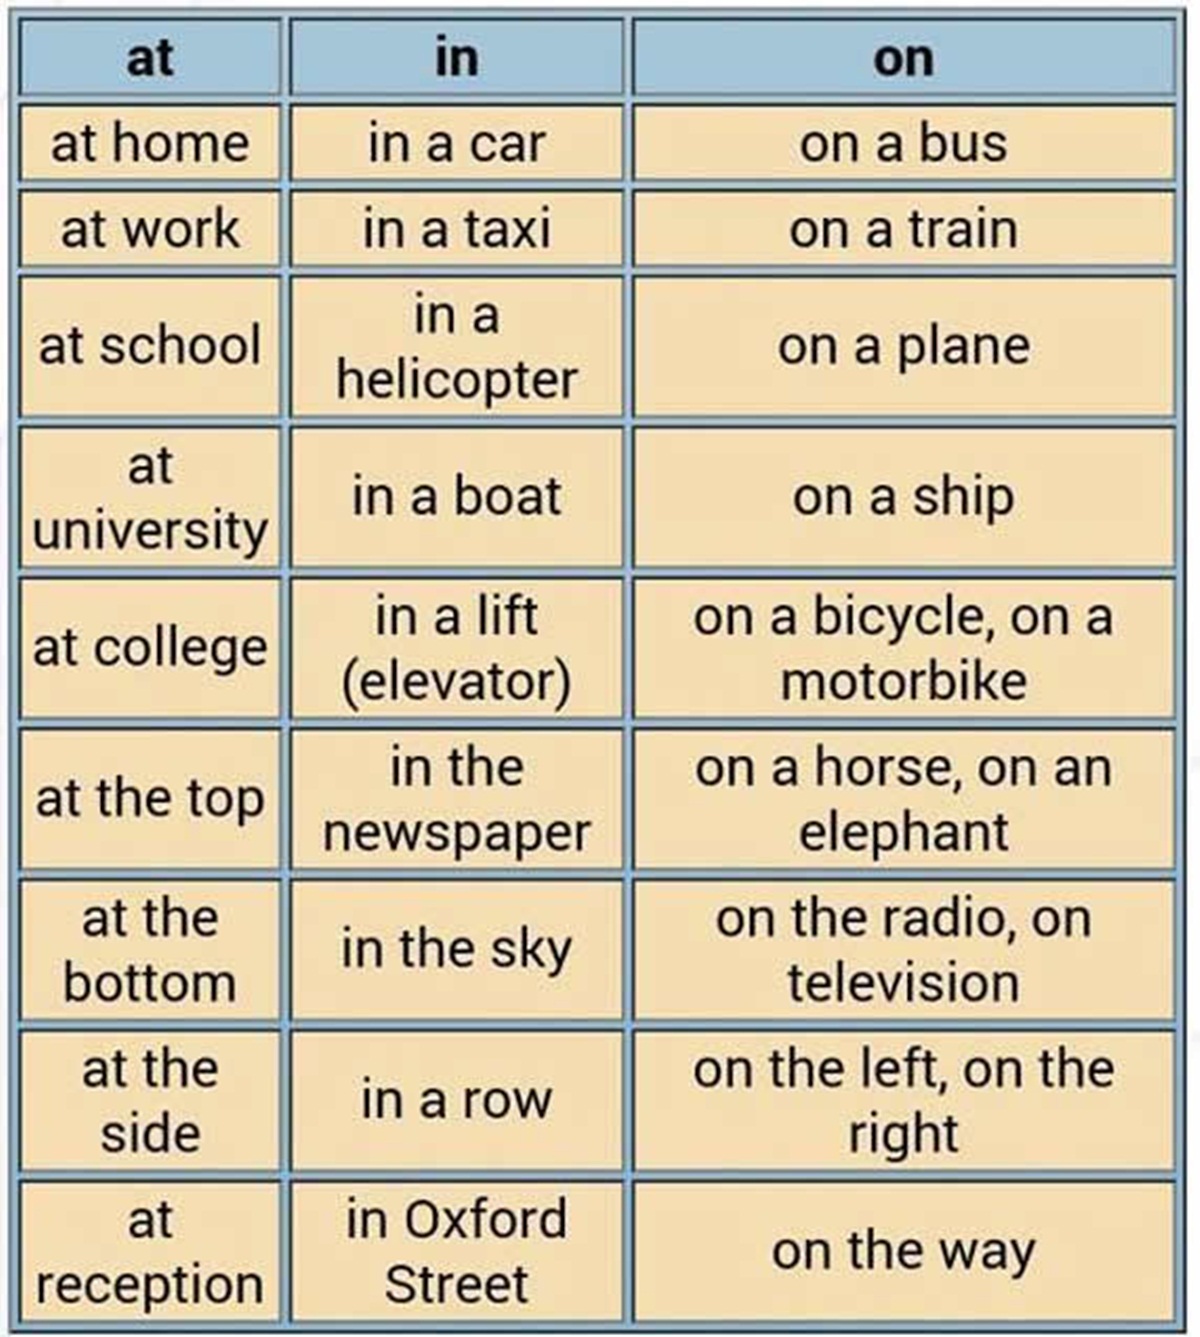 at
in
on
at home
in a car
on a bus
at work
in a taxi
on a train
at school
in a
helicopter
on a plane
at
university
in a boat
on a ship
at college
in a lift
(elevator)
on a bicycle, on a
motorbike
at the top
in the
newspaper
on a horse, on an
elephant
at the
bottom
in the sky
on the radio, on
television
at the
side
in a row
on the left, on the
right
at
reception
in Oxford
Street
on the way